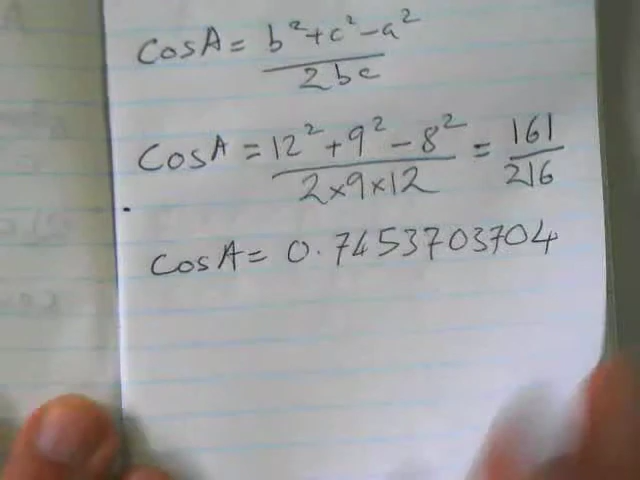 CosA = b²+c²-a² / 2bc
CosA = 12²+9²-8² / 2×9×12 = 161 / 216
CosA = 0.7453703704